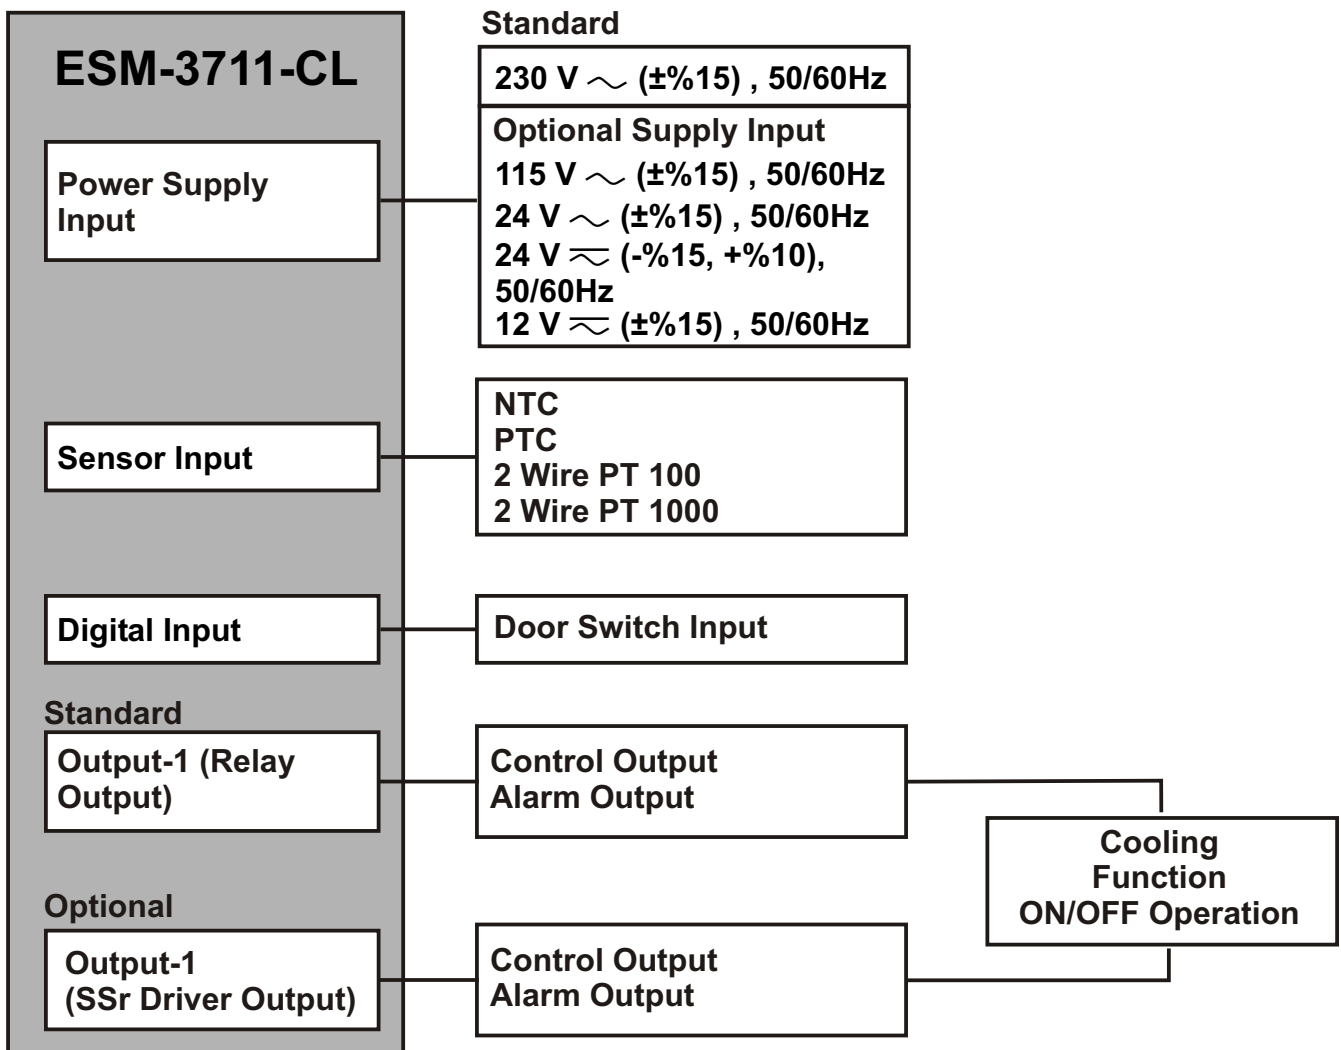 ESM-3711-CL
Standard
230 V ～ (±%15) , 50/60Hz
Power Supply
Input
Optional Supply Input
115 V ～ (±%15) , 50/60Hz
24 V ～ (±%15) , 50/60Hz
24 V ⏦ (-%15, +%10),
50/60Hz
12 V ⏦ (±%15) , 50/60Hz
Sensor Input
NTC
PTC
2 Wire PT 100
2 Wire PT 1000
Digital Input
Door Switch Input
Standard
Output-1 (Relay
Output)
Control Output
Alarm Output
Cooling
Function
ON/OFF Operation
Optional
Output-1
(SSr Driver Output)
Control Output
Alarm Output